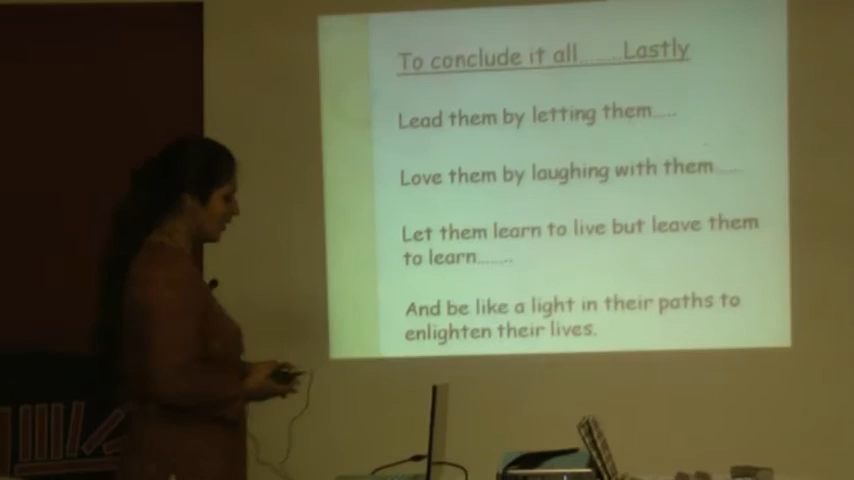 To conclude it all........Lastly
Lead them by letting them.....
Love them by laughing with them.....
Let them learn to live but leave them
to learn.......
And be like a light in their paths to
enlighten their lives.